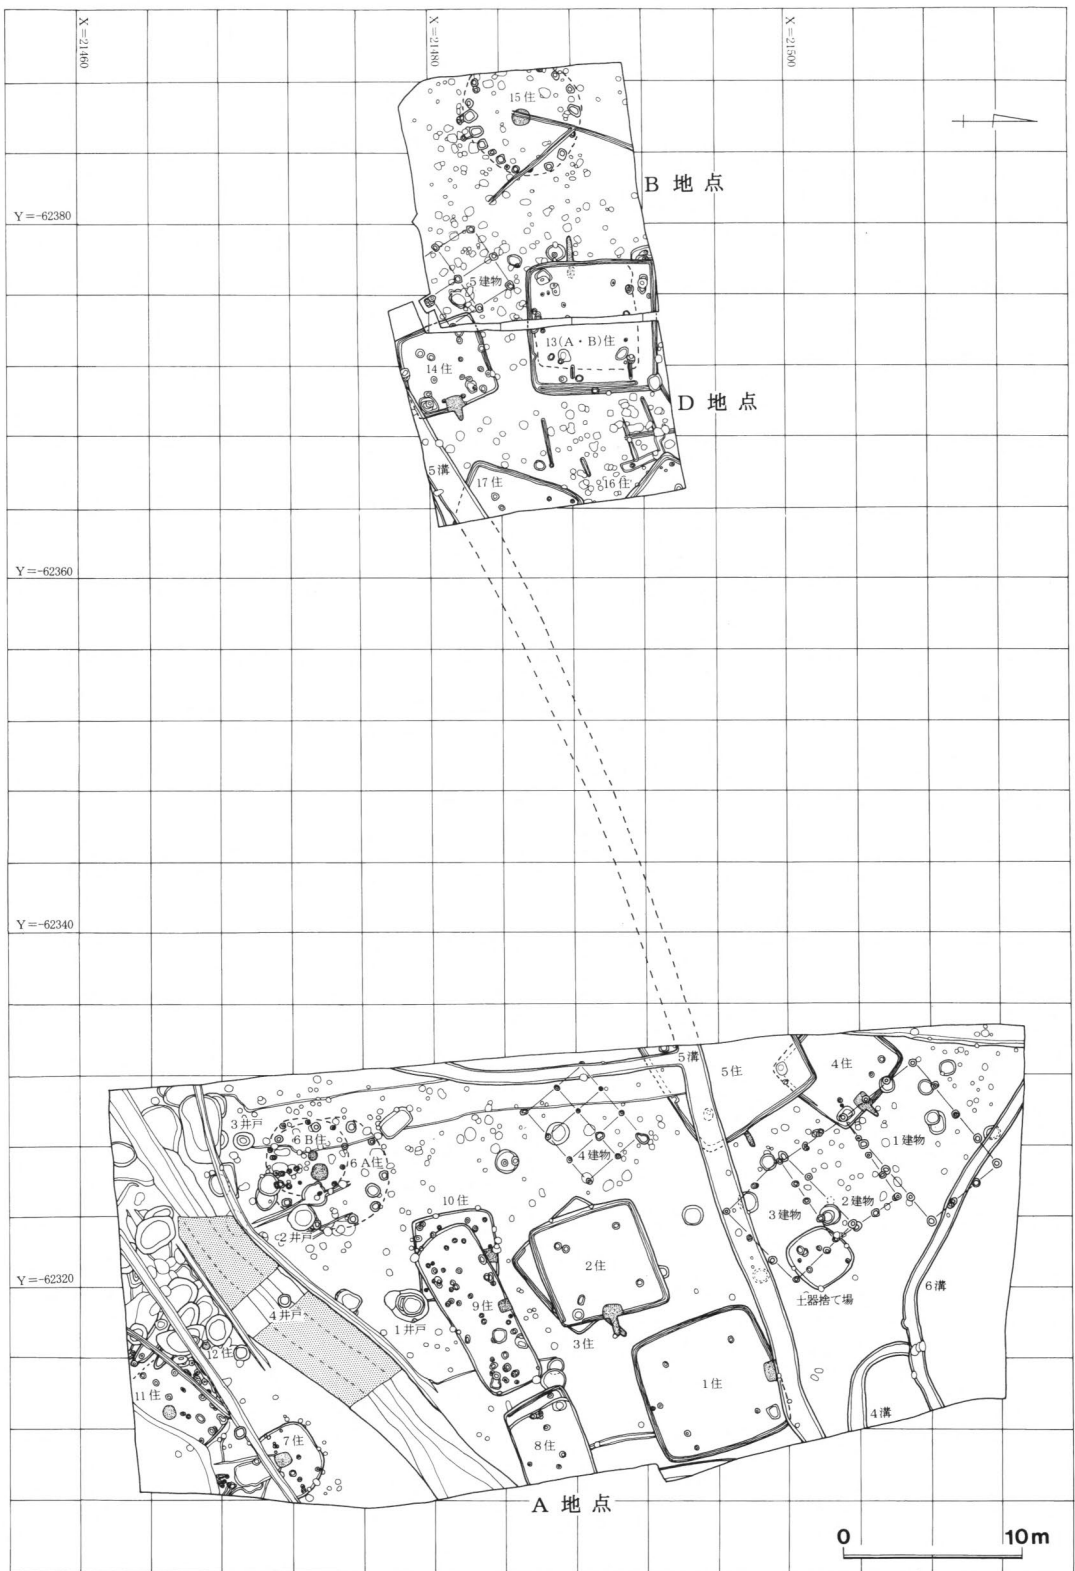 X=21460
X=21480
X=21500
15住
B 地点
Y=-62380
5建物
13(A・B)住
14住
D 地点
5溝
17住
16住
Y=-62360
Y=-62340
5溝
5住
4住
3井戸
6B住
6A住
4建物
1建物
10住
2建物
3建物
2井戸
Y=-62320
2住
9住
6溝
土器捨て場
4井戸
1井戸
3住
12住
1住
11住
4溝
7住
8住
A 地点
0 10m